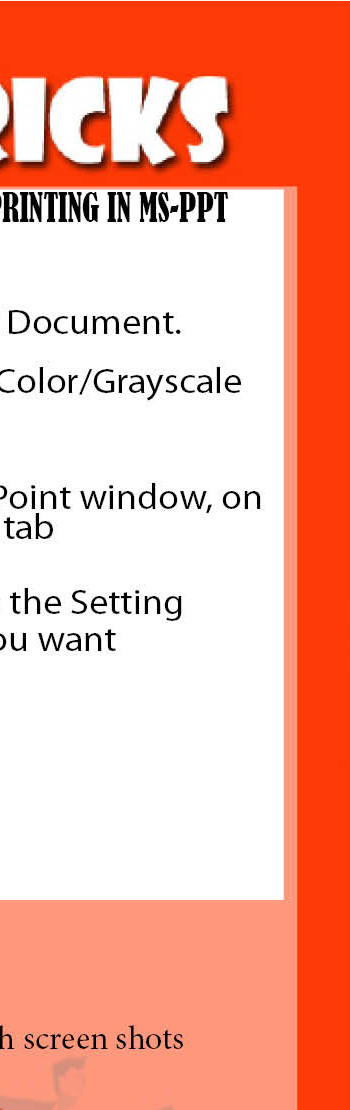 RICKS
PRINTING IN MS-PPT
Document.
Color/Grayscale
Point window, on
tab
the Setting
ou want
h screen shots